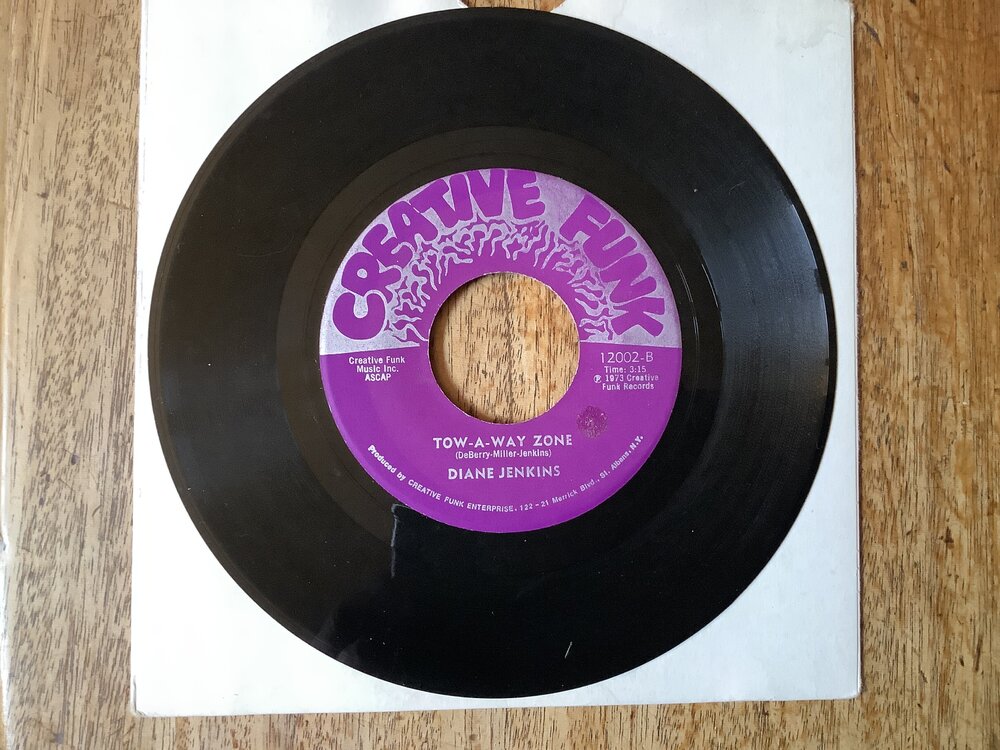 CREATIVE FUNK
Creative Funk
Music Inc.
ASCAP
12002-B
Time: 3:15
Ⓟ 1973 Creative
Funk Records
TOW-A-WAY ZONE
(DeBerry-Miller-Jenkins)
DIANE JENKINS
Produced by CREATIVE FUNK ENTERPRISE. 122-21 Merrick Blvd., St. Albans, N.Y.